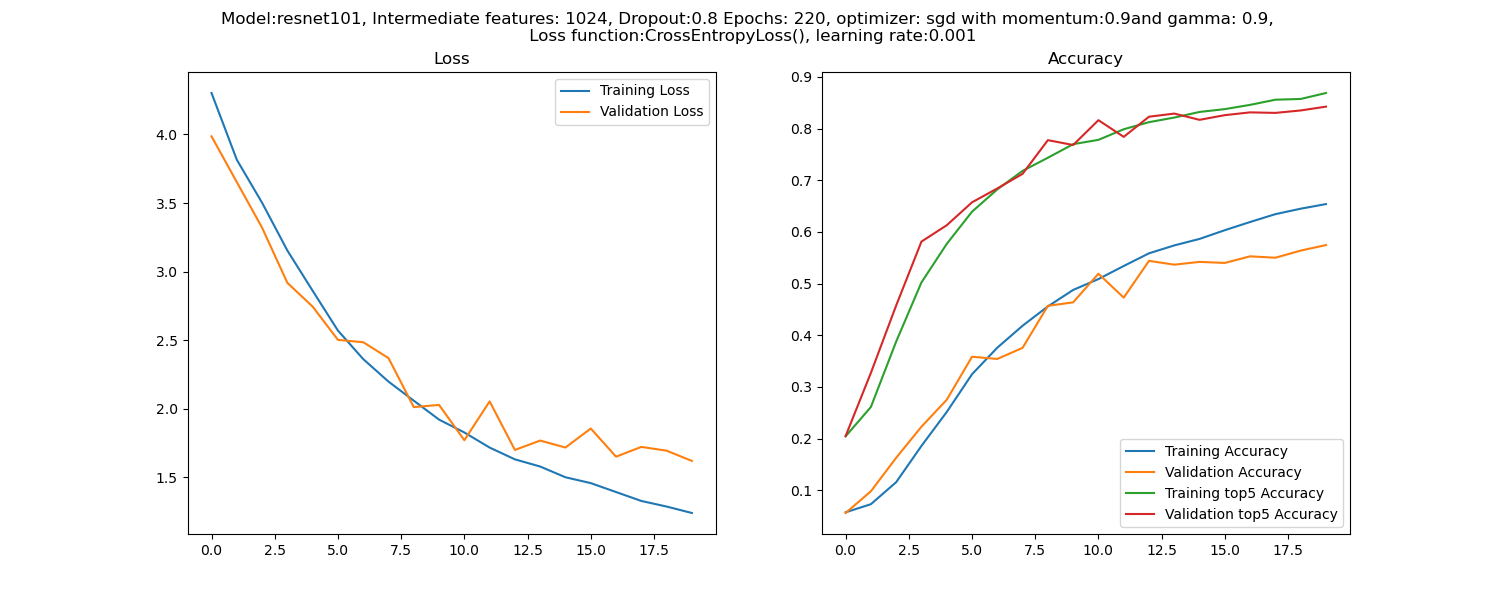 Model:resnet101, Intermediate features: 1024, Dropout:0.8 Epochs: 220, optimizer: sgd with momentum:0.9and gamma: 0.9,
Loss function:CrossEntropyLoss(), learning rate:0.001
Loss
Training Loss
Validation Loss
4.0
3.5
3.0
2.5
2.0
1.5
0.0 2.5 5.0 7.5 10.0 12.5 15.0 17.5
Accuracy
0.9
0.8
0.7
0.6
0.5
0.4
0.3
0.2
0.1
Training Accuracy
Validation Accuracy
Training top5 Accuracy
Validation top5 Accuracy
0.0 2.5 5.0 7.5 10.0 12.5 15.0 17.5